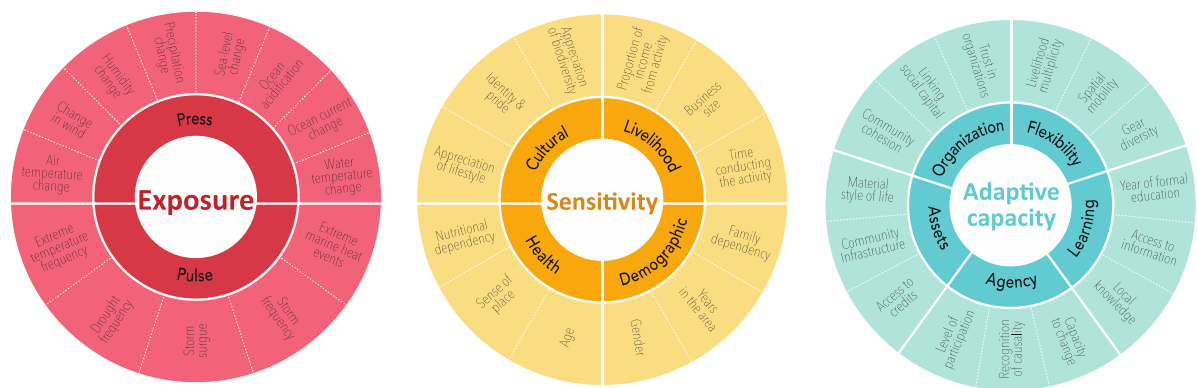 Exposure
Press
Air
temperature
change
Change
in wind
Humidity
change
Precipitation
change
Sea-level
change
Ocean
acidification
Ocean current
change
Water
temperature
change
Pulse
Extreme
temperature
frequency
Drought
frequency
Storm
surgue
Storm
frequency
Extreme
marine heat
events
Sensitivity
Cultural
Appreciation
of lifestyle
Identity &
pride
Appreciation
of biodiversity
Livelihood
Proportion of
income
from activity
Business
size
Time
conducting
the activity
Demographic
Family
dependency
Years
in the area
Gender
Health
Age
Sense of
place
Nutritional
dependency
Adaptive
capacity
Organization
Community
cohesion
Linking
social capital
Trust in
organizations
Flexibility
Livelihood
multiplicity
Spatial
mobility
Gear
diversity
Learning
Year of formal
education
Access to
information
Local
knowledge
Agency
Capacity
to change
Recognition
of causality
Level of
participation
Assets
Access to
credits
Community
Infrastructure
Material
style of life